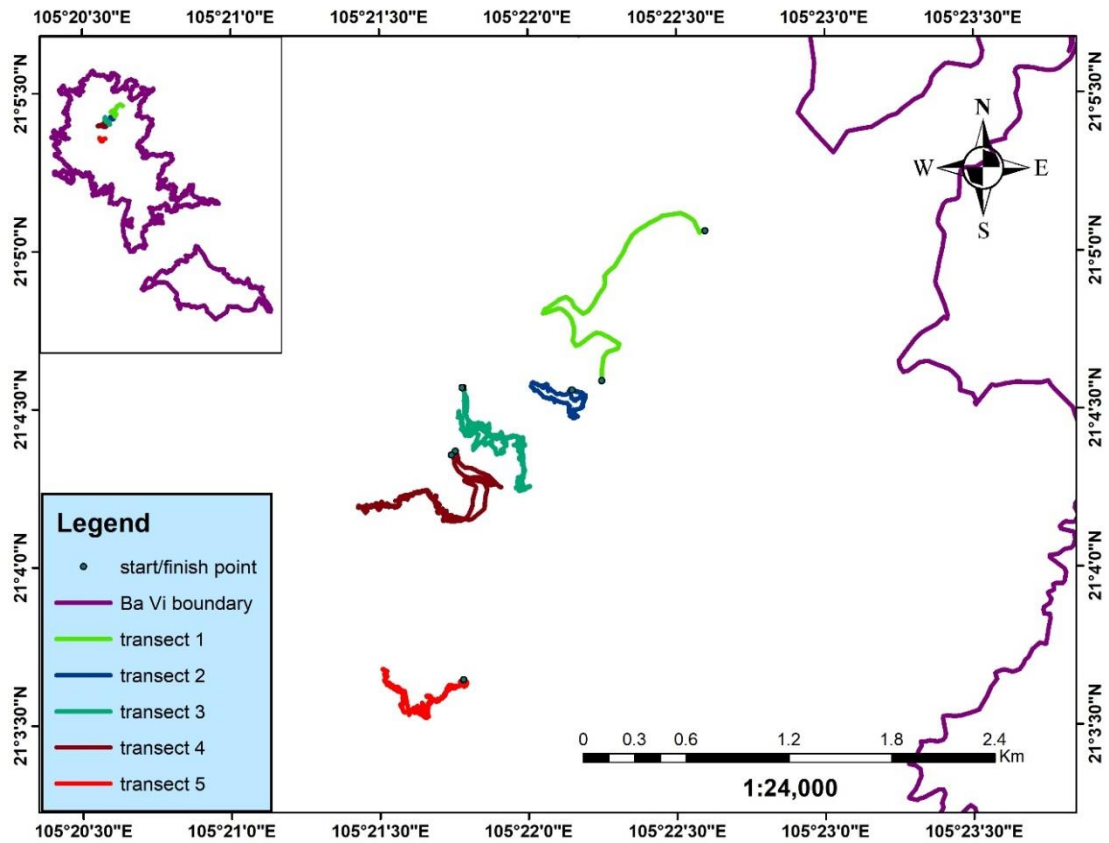 105°20'30"E 105°21'0"E 105°21'30"E 105°22'0"E 105°22'30"E 105°23'0"E 105°23'30"E
21°5'30"N 21°5'30"N
N
W E
S
21°5'0"N 21°5'0"N
21°4'30"N 21°4'30"N
Legend
start/finish point
Ba Vi boundary
transect 1
transect 2
transect 3
transect 4
transect 5
21°4'0"N 21°4'0"N
21°3'30"N 21°3'30"N
0 0.3 0.6 1.2 1.8 2.4
Km
1:24,000
105°20'30"E 105°21'0"E 105°21'30"E 105°22'0"E 105°22'30"E 105°23'0"E 105°23'30"E